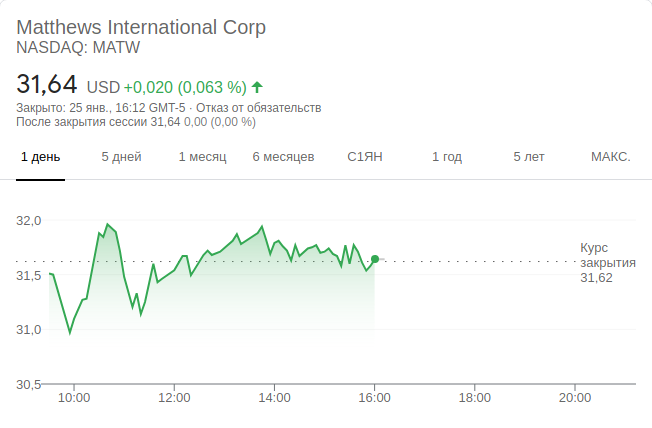 Matthews International Corp
NASDAQ: MATW
31,64 USD +0,020 (0,063 %)
Закрыто: 25 янв., 16:12 GMT-5 · Отказ от обязательств
После закрытия сессии 31,64 0,00 (0,00 %)
1 день 5 дней 1 месяц 6 месяцев С1ЯН 1 год 5 лет МАКС.
32,0
31,5
31,0
30,5
Курс
закрытия
31,62
10:00 12:00 14:00 16:00 18:00 20:00